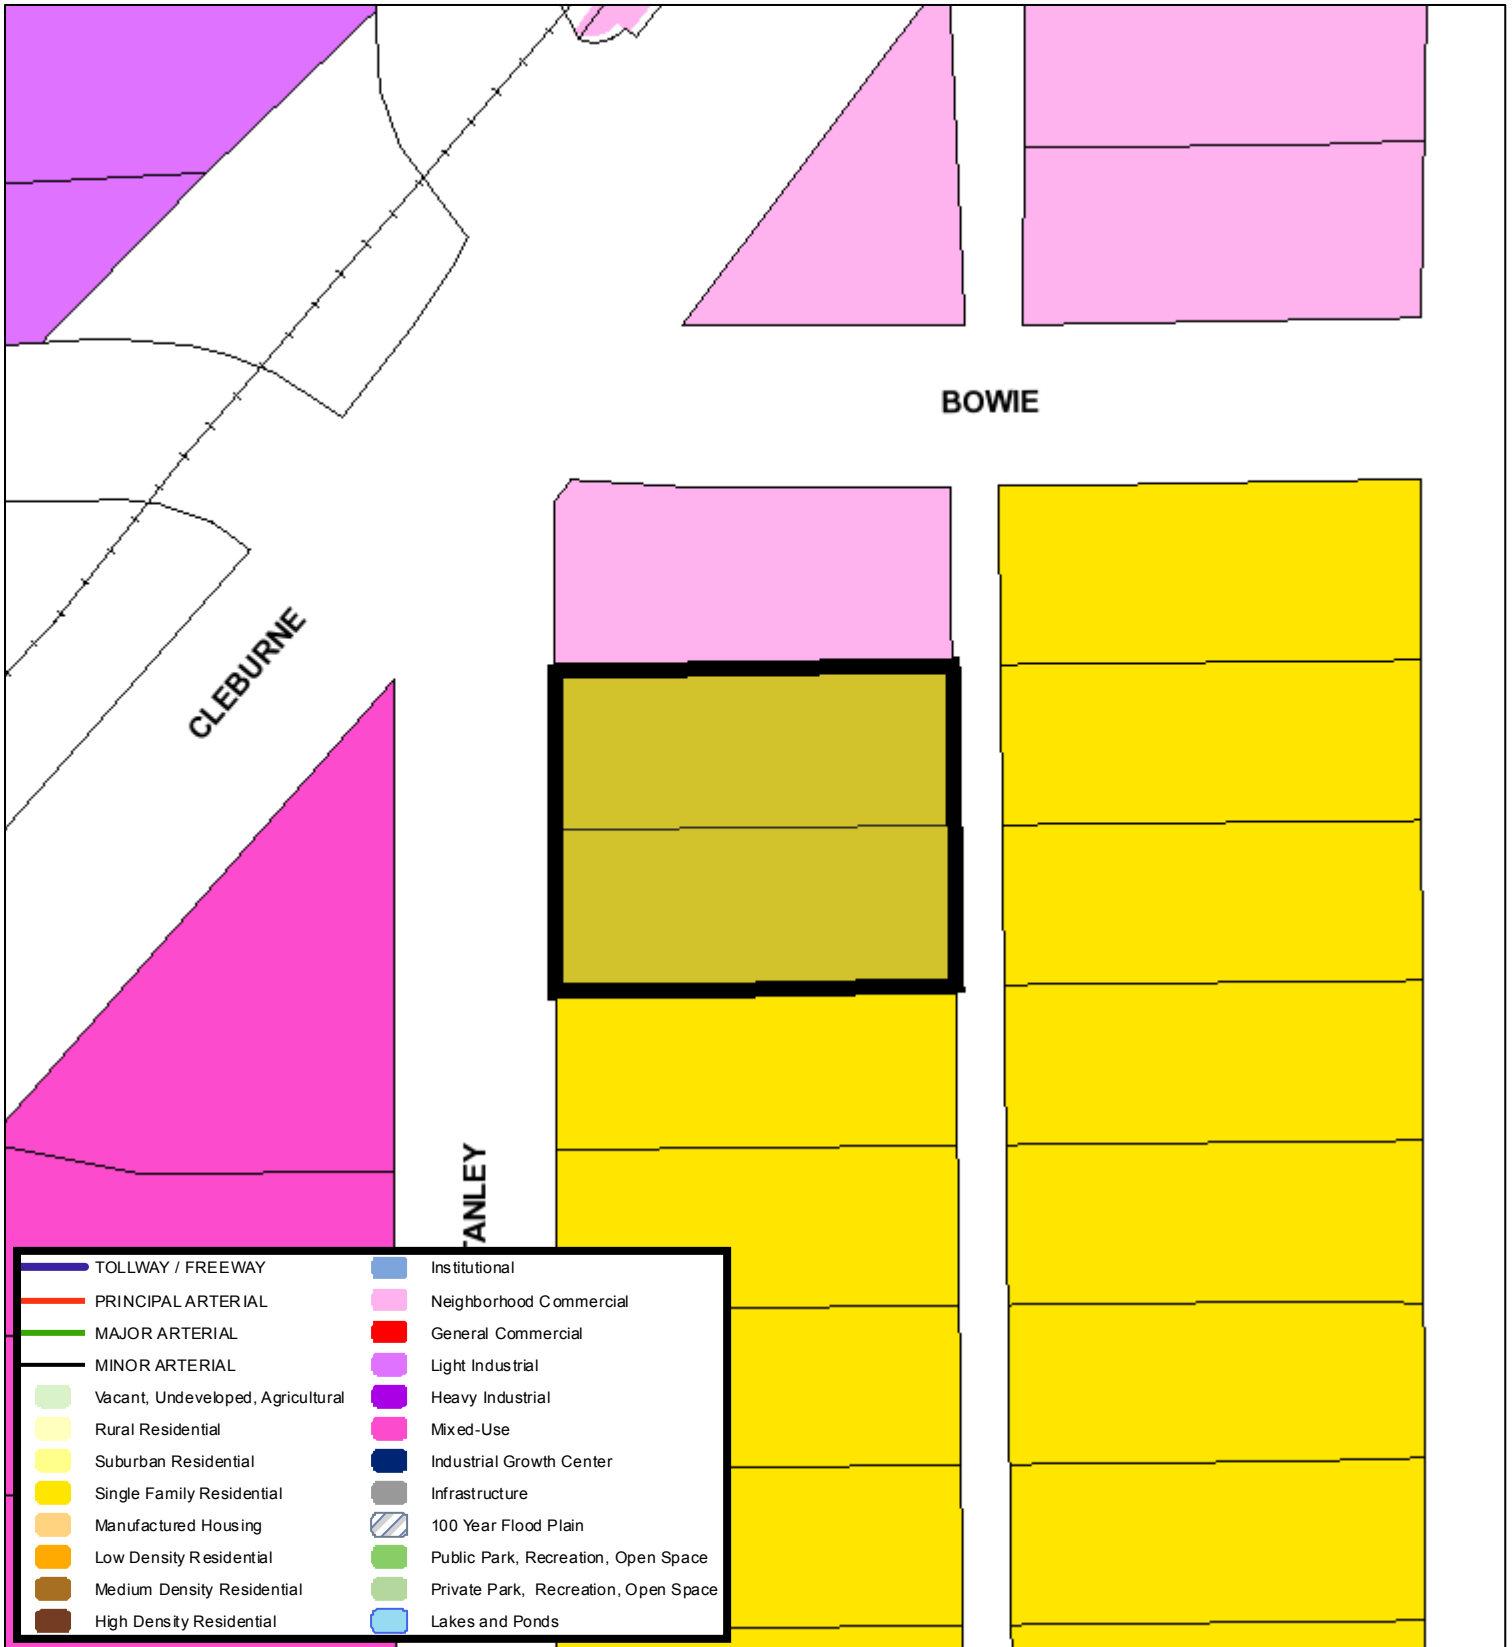 BOWIE
CLEBURNE
TANLEY
TOLLWAY / FREEWAY
PRINCIPAL ARTERIAL
MAJOR ARTERIAL
MINOR ARTERIAL
Vacant, Undeveloped, Agricultural
Rural Residential
Suburban Residential
Single Family Residential
Manufactured Housing
Low Density Residential
Medium Density Residential
High Density Residential
Institutional
Neighborhood Commercial
General Commercial
Light Industrial
Heavy Industrial
Mixed-Use
Industrial Growth Center
Infrastructure
100 Year Flood Plain
Public Park, Recreation, Open Space
Private Park, Recreation, Open Space
Lakes and Ponds